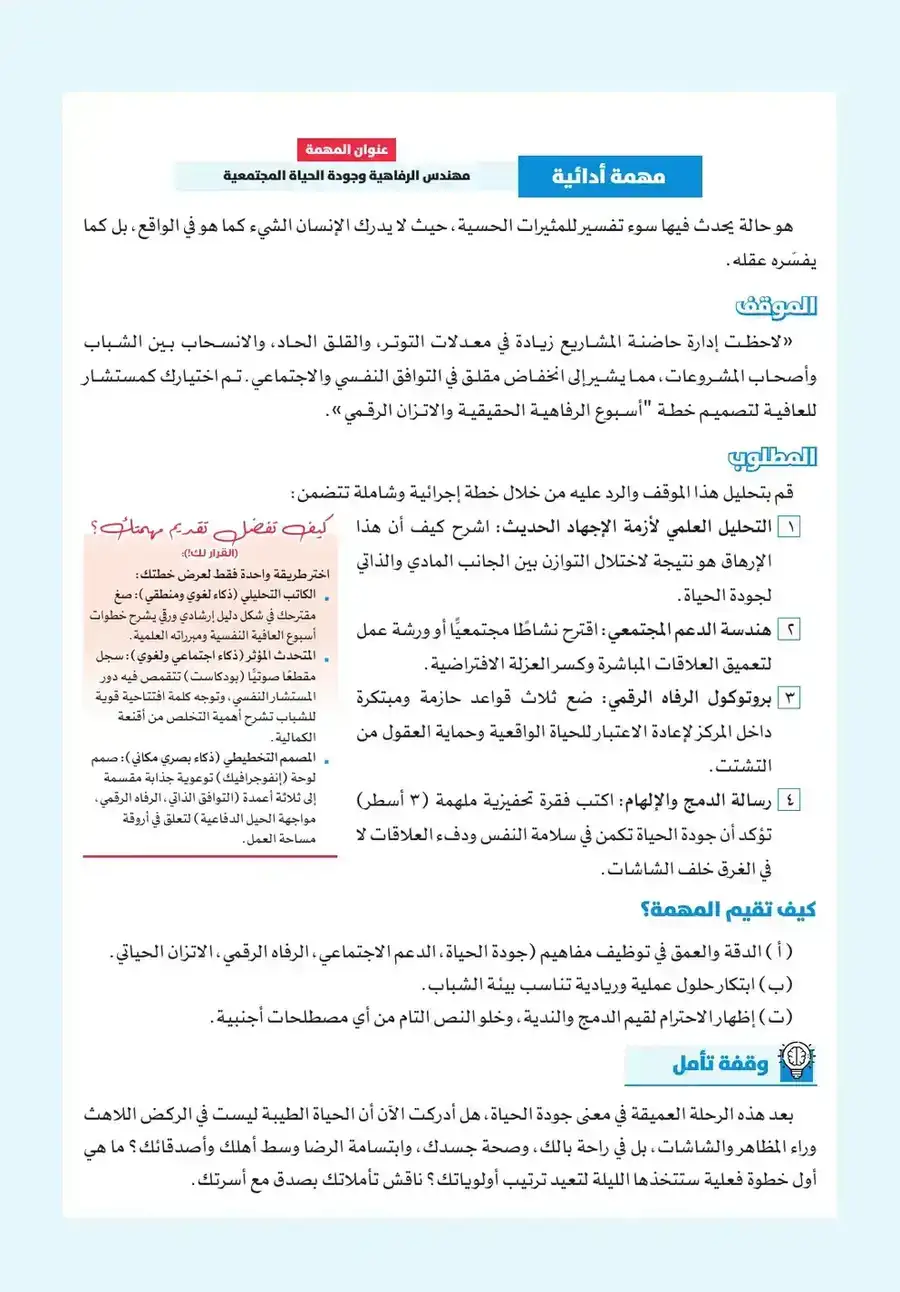 عنوان المهمة
مهمة أدائية
مهندس الرفاهية وجودة الحياة المجتمعية
هو حالة يحدث فيها سوء تفسير للمثيرات الحسية، حيث لا يدرك الإنسان الشيء كما هو في الواقع، بل كما
يفسّره عقله.
الموقف
«لاحظت إدارة حاضنة المشاريع زيادة في معدلات التوتر، والقلق الحاد، والانسحاب بين الشباب
وأصحاب المشروعات، مما يشير إلى انخفاض مقلق في التوافق النفسي والاجتماعي. تم اختيارك كمستشار
للعافية لتصميم خطة "أسبوع الرفاهية الحقيقية والاتزان الرقمي».
المطلوب
قم بتحليل هذا الموقف والرد عليه من خلال خطة إجرائية وشاملة تتضمن:
١ التحليل العلمي لأزمة الإجهاد الحديث: اشرح كيف أن هذا
الإرهاق هو نتيجة لاختلال التوازن بين الجانب المادي والذاتي
لجودة الحياة.
٢ هندسة الدعم المجتمعي: اقترح نشاطًا مجتمعيًّا أو ورشة عمل
لتعميق العلاقات المباشرة وكسر العزلة الافتراضية.
٣ بروتوكول الرفاه الرقمي: ضع ثلاث قواعد حازمة ومبتكرة
داخل المركز لإعادة الاعتبار للحياة الواقعية وحماية العقول من
التشتت.
٤ رسالة الدمج والإلهام: اكتب فقرة تحفيزية ملهمة (٣ أسطر)
تؤكد أن جودة الحياة تكمن في سلامة النفس ودفء العلاقات لا
في الغرق خلف الشاشات.
كيف تفضل تقديم مهمتك؟
(القرار لك!):
اختر طريقة واحدة فقط لعرض خطتك:
• الكاتب التحليلي (ذكاء لغوي ومنطقي): صغ
مقترحك في شكل دليل إرشادي ورقي يشرح خطوات
أسبوع العافية النفسية ومبرراته العلمية.
• المتحدث المؤثر (ذكاء اجتماعي ولغوي): سجل
مقطعًا صوتيًّا (بودكاست) تتقمص فيه دور
المستشار النفسي، وتوجه كلمة افتتاحية قوية
للشباب تشرح أهمية التخلص من أقنعة
الكمالية.
• المصمم التخطيطي (ذكاء بصري مكاني): صمم
لوحة (إنفوجرافيك) توعوية جذابة مقسمة
إلى ثلاثة أعمدة (التوافق الذاتي، الرفاه الرقمي،
مواجهة الحيل الدفاعية) لتعلق في أروقة
مساحة العمل.
كيف تقيم المهمة؟
(أ) الدقة والعمق في توظيف مفاهيم (جودة الحياة، الدعم الاجتماعي، الرفاه الرقمي، الاتزان الحياتي.
(ب) ابتكار حلول عملية وريادية تناسب بيئة الشباب.
(ت) إظهار الاحترام لقيم الدمج والندية، وخلو النص التام من أي مصطلحات أجنبية.
وقفة تأمل
بعد هذه الرحلة العميقة في معنى جودة الحياة، هل أدركت الآن أن الحياة الطيبة ليست في الركض اللاهث
وراء المظاهر والشاشات، بل في راحة بالك، وصحة جسدك، وابتسامة الرضا وسط أهلك وأصدقائك؟ ما هي
أول خطوة فعلية ستتخذها الليلة لتعيد ترتيب أولوياتك؟ ناقش تأملاتك بصدق مع أسرتك.